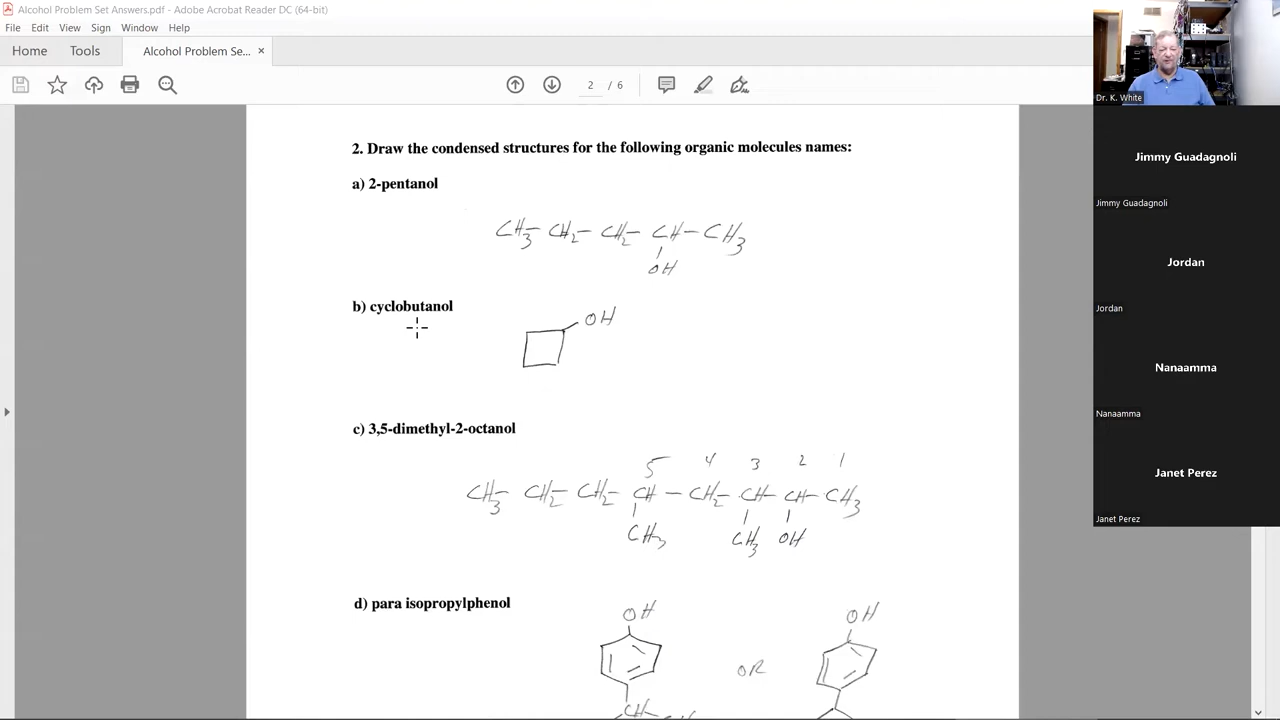 Alcohol Problem Set Answers.pdf - Adobe Acrobat Reader DC (64-bit)
File Edit View Sign Window Help
Home Tools Alcohol Problem Se... ×
2 / 6
2. Draw the condensed structures for the following organic molecules names:
a) 2-pentanol
CH3- CH2- CH2- CH- CH3
OH
b) cyclobutanol
OH
c) 3,5-dimethyl-2-octanol
5 4 3 2 1
CH3- CH2- CH2- CH - CH2- CH- CH- CH3
CH3 CH3 OH
d) para isopropylphenol
OH OH
OR
CH-
Dr. K. White
Jimmy Guadagnoli
Jimmy Guadagnoli
Jordan
Jordan
Nanaamma
Nanaamma
Janet Perez
Janet Perez